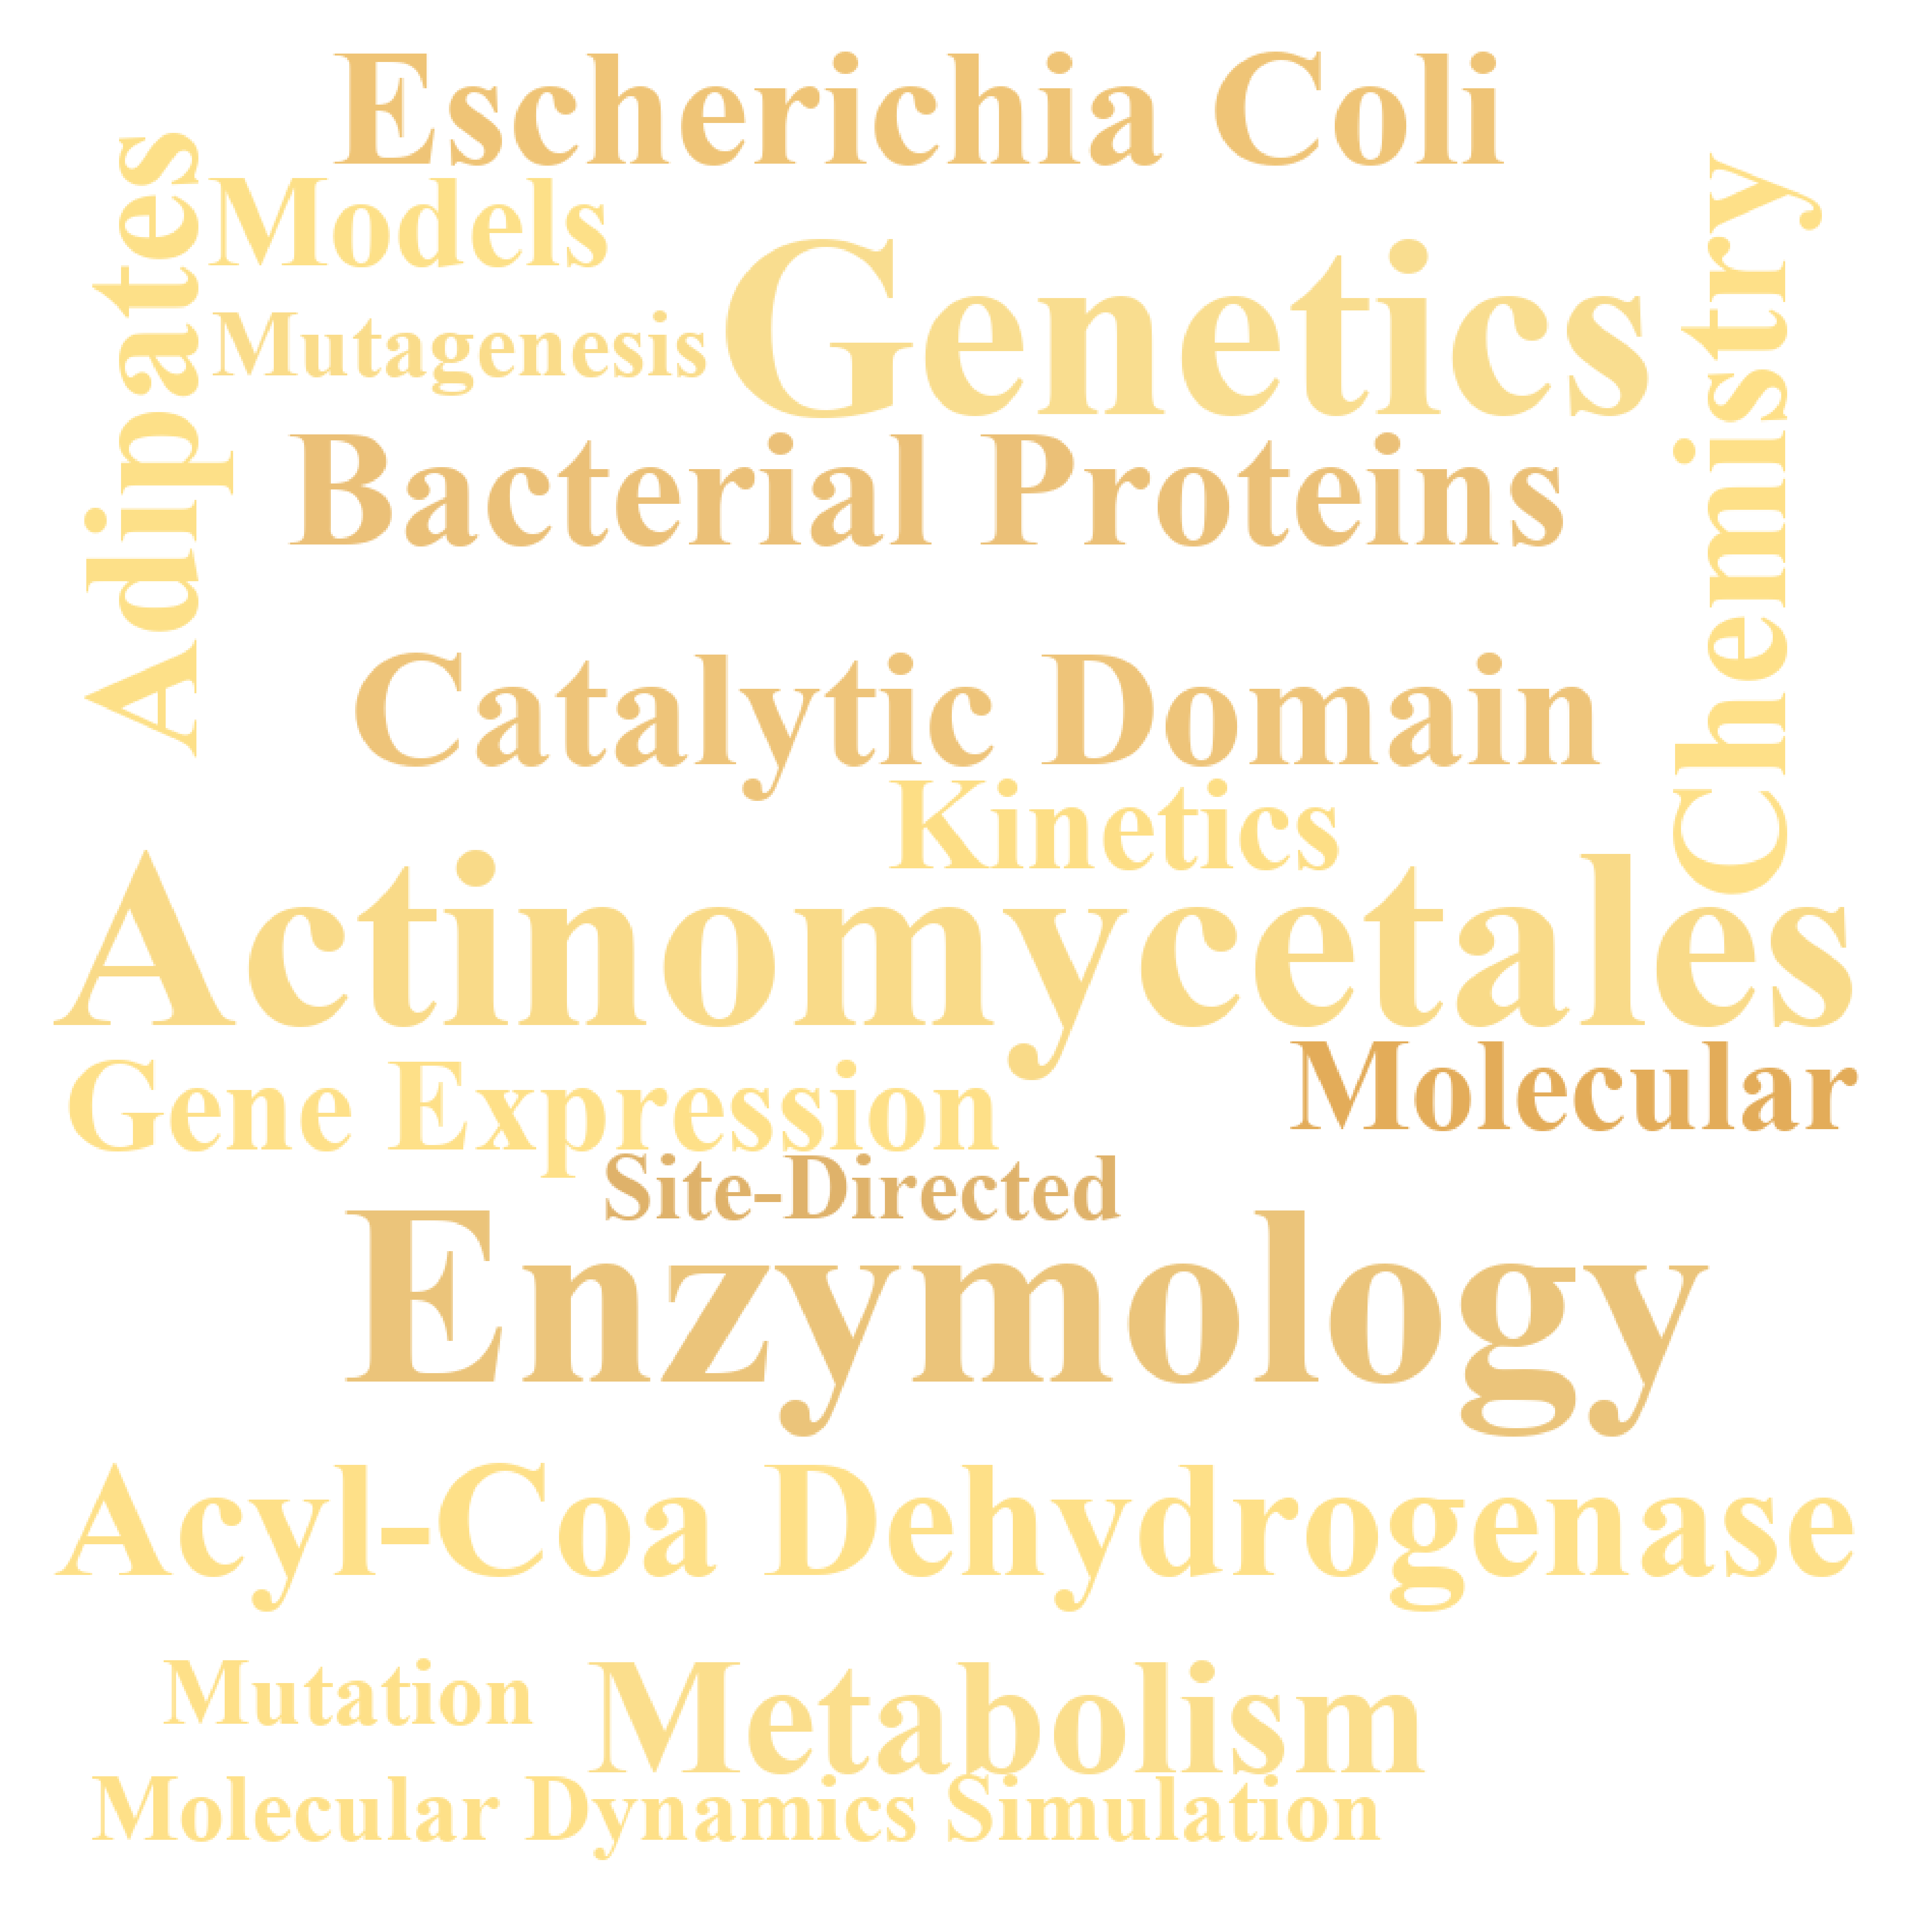 Escherichia Coli
Adipates
Models
Chemistry
Genetics
Mutagenesis
Bacterial Proteins
Catalytic Domain
Kinetics
Actinomycetales
Gene Expression
Molecular
Site-Directed
Enzymology
Acyl-Coa Dehydrogenase
Mutation
Metabolism
Molecular Dynamics Simulation